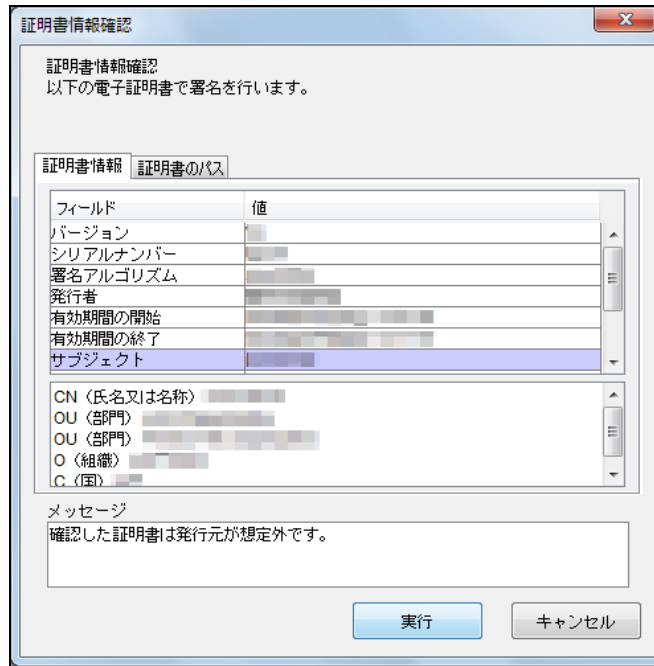 証明書情報確認
証明書情報確認
以下の電子証明書で署名を行います。
証明書情報 証明書のパス
フィールド 値
バージョン
シリアルナンバー
署名アルゴリズム
発行者
有効期間の開始
有効期間の終了
サブジェクト
CN（氏名又は名称）
OU（部門）
OU（部門）
O（組織）
C（国）
メッセージ
確認した証明書は発行元が想定外です。
実行 キャンセル